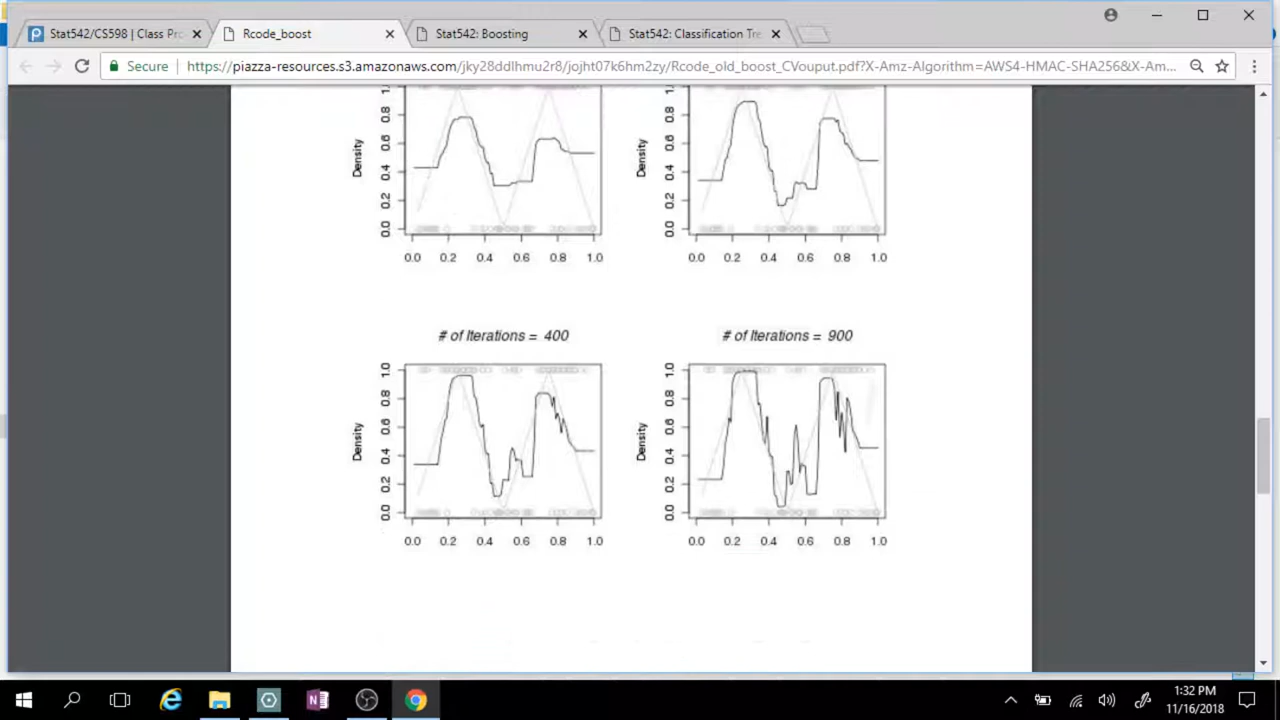 Stat542/CS598 | Class Pr
Rcode_boost
Stat542: Boosting
Stat542: Classification Tre
Secure
https://piazza-resources.s3.amazonaws.com/jky28ddlhmu2r8/jojht07k6hm2zy/Rcode_old_boost_CVouput.pdf?X-Amz-Algorithm=AWS4-HMAC-SHA256&X-Am...
Density
0.8
0.6
0.4
0.2
0.0
0.0 0.2 0.4 0.6 0.8 1.0
Density
0.8
0.6
0.4
0.2
0.0
0.0 0.2 0.4 0.6 0.8 1.0
# of Iterations = 400
Density
1.0
0.8
0.6
0.4
0.2
0.0
0.0 0.2 0.4 0.6 0.8 1.0
# of Iterations = 900
Density
1.0
0.8
0.6
0.4
0.2
0.0
0.0 0.2 0.4 0.6 0.8 1.0
1:32 PM
11/16/2018